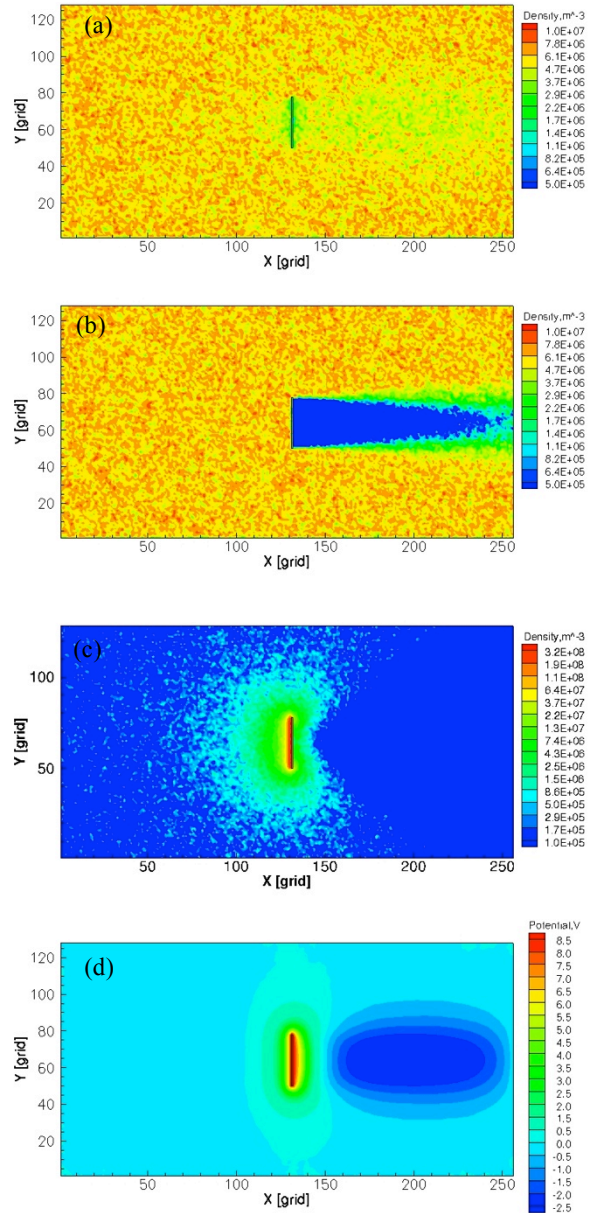 (a)
Density,m^-3
1.0E+07
7.8E+06
6.1E+06
4.7E+06
3.7E+06
2.9E+06
2.2E+06
1.7E+06
1.4E+06
1.1E+06
8.2E+05
6.4E+05
5.0E+05
120
100
80
60
40
20
Y [grid]
50
100
150
200
250
X [grid]
(b)
Density,m^-3
1.0E+07
7.8E+06
6.1E+06
4.7E+06
3.7E+06
2.9E+06
2.2E+06
1.7E+06
1.4E+06
1.1E+06
8.2E+05
6.4E+05
5.0E+05
120
100
80
60
40
20
Y [grid]
50
100
150
200
250
X [grid]
(c)
Density,m^-3
3.2E+08
1.9E+08
1.1E+08
6.4E+07
3.7E+07
2.2E+07
1.3E+07
7.4E+06
4.3E+06
2.5E+06
1.5E+06
8.6E+05
5.0E+05
2.9E+05
1.7E+05
1.0E+05
100
50
Y [grid]
50
100
150
200
250
X [grid]
(d)
Potential,V
8.5
8.0
7.5
7.0
6.5
6.0
5.5
5.0
4.5
4.0
3.5
3.0
2.5
2.0
1.5
1.0
0.5
0.0
-0.5
-1.0
-1.5
-2.0
-2.5
120
100
80
60
40
20
Y [grid]
50
100
150
200
250
X [grid]